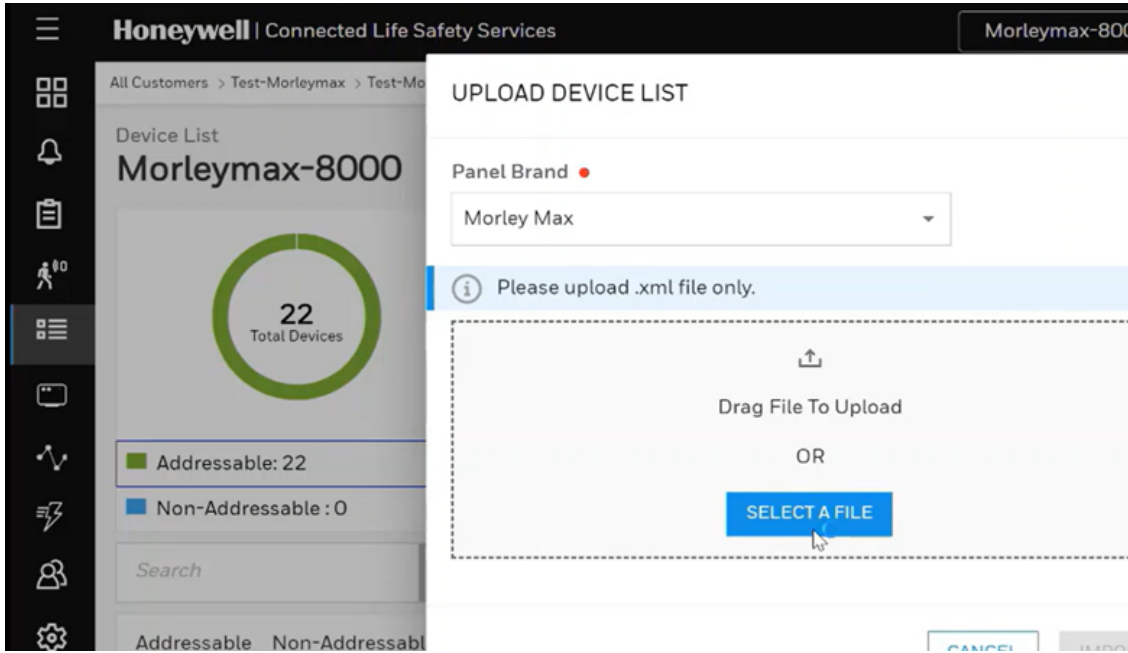 Honeywell | Connected Life Safety Services
Morleymax-800
All Customers > Test-Morleymax > Test-Mo
Device List
Morleymax-8000
22
Total Devices
Addressable: 22
Non-Addressable : 0
Search
Addressable Non-Addressabl
UPLOAD DEVICE LIST
Panel Brand
Morley Max
Please upload .xml file only.
Drag File To Upload
OR
SELECT A FILE
CANCEL IMPO